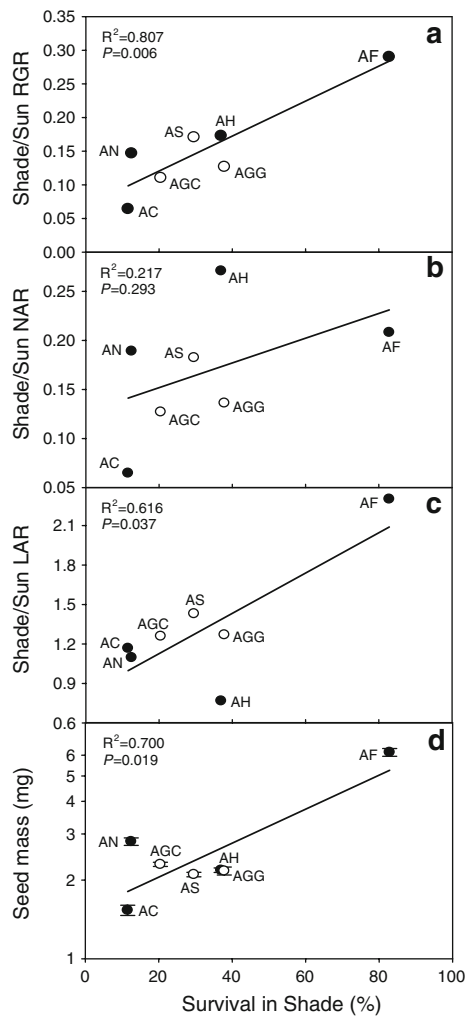 0.35
R²=0.807
P=0.006
a
0.30
AF
0.25
Shade/Sun RGR
0.20
AS
AH
0.15
AN
AGC
AGG
0.10
AC
0.05
0.00
R²=0.217
P=0.293
b
AH
0.25
Shade/Sun NAR
0.20
AN
AS
AF
0.15
AGC
AGG
0.10
AC
0.05
R²=0.616
P=0.037
c
AF
2.1
Shade/Sun LAR
1.8
1.5
AS
AGC
1.2
AC
AN
AGG
0.9
AH
0.6
R²=0.700
P=0.019
d
AF
6
5
4
Seed mass (mg)
3
AN
AGC
AH
2
AS
AGG
AC
1
0 20 40 60 80 100
Survival in Shade (%)